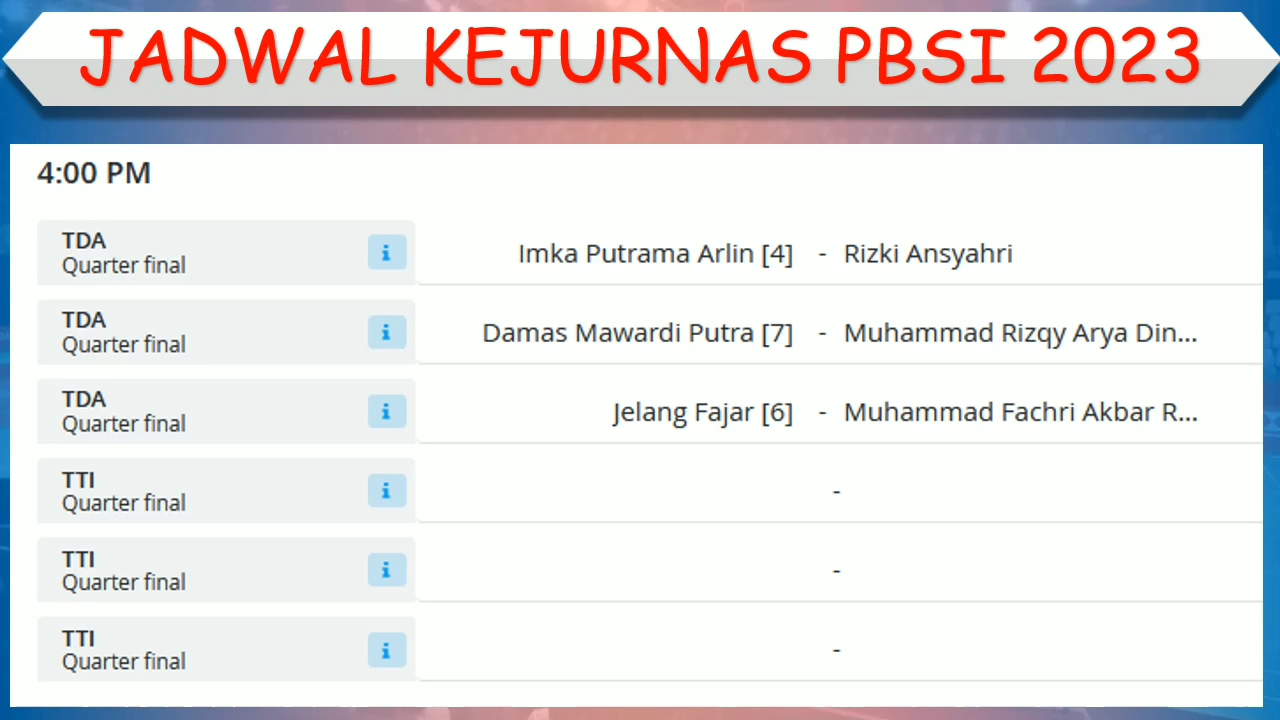 JADWAL KEJURNAS PBSI 2023
4:00 PM
TDA
Quarter final
i
Imka Putrama Arlin [4] - Rizki Ansyahri
TDA
Quarter final
i
Damas Mawardi Putra [7] - Muhammad Rizqy Arya Din...
TDA
Quarter final
i
Jelang Fajar [6] - Muhammad Fachri Akbar R...
TTI
Quarter final
i
-
TTI
Quarter final
i
-
TTI
Quarter final
i
-